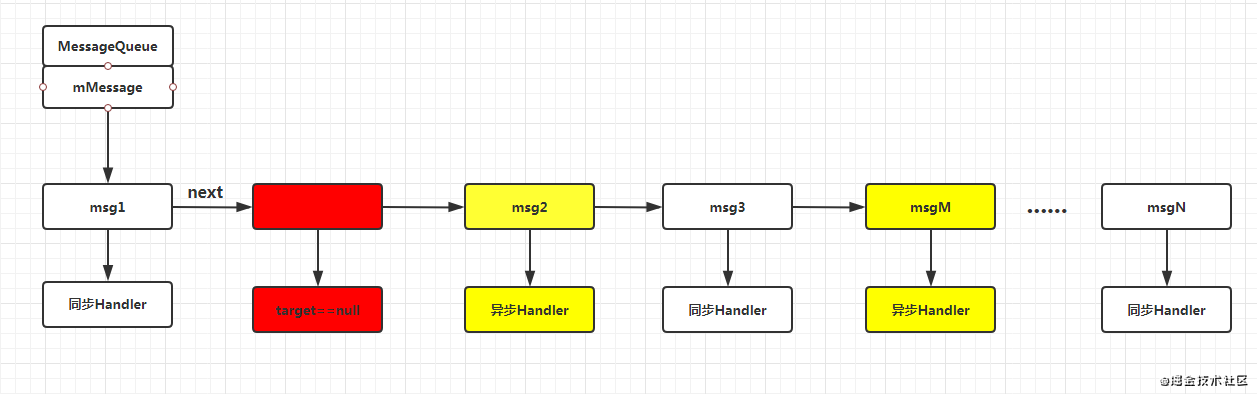 MessageQueue
mMessage
next
msg1
msg2
msg3
msgM
......
msgN
同步Handler
target==null
异步Handler
同步Handler
异步Handler
同步Handler
@掘金技术社区